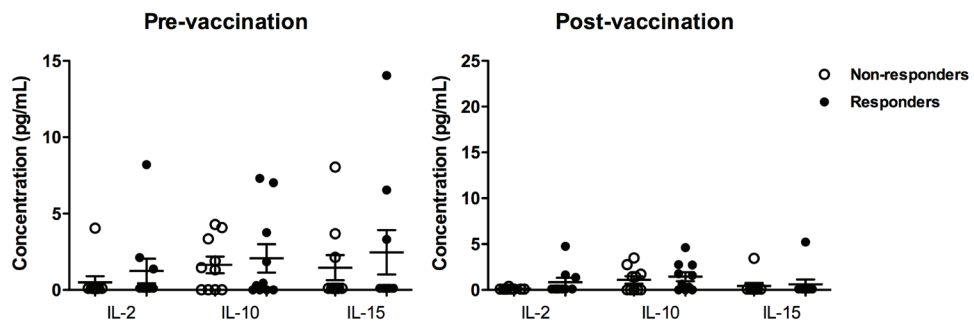 Pre-vaccination
Concentration (pg/mL)
15
10
5
0
IL-2 IL-10 IL-15
Post-vaccination
Concentration (pg/mL)
25
20
15
10
5
0
IL-2 IL-10 IL-15
Non-responders
Responders